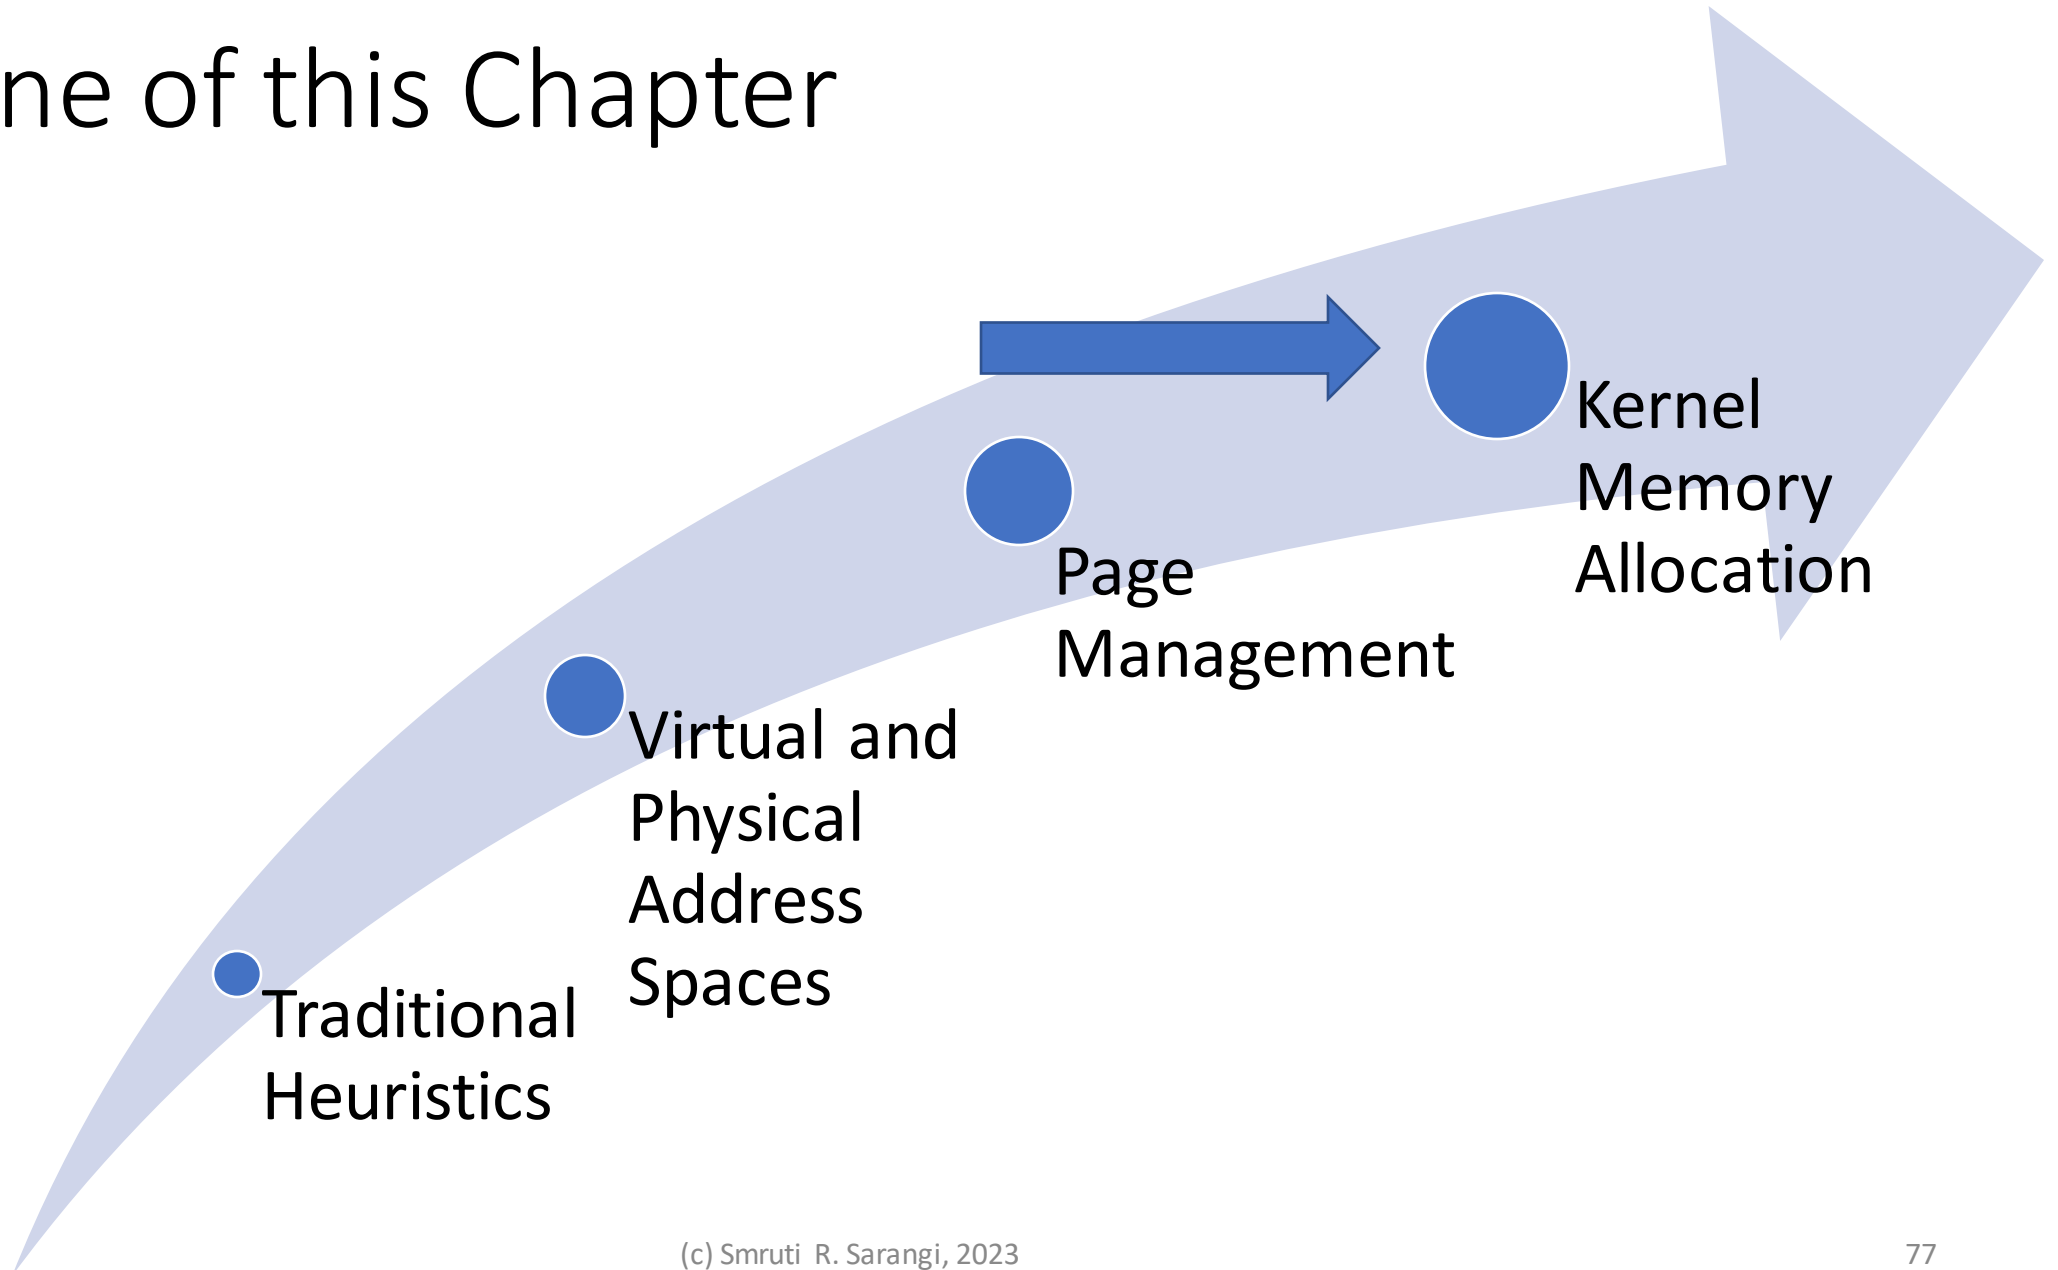 ne of this Chapter
Kernel
Memory
Allocation
Page
Management
Virtual and
Physical
Address
Spaces
Traditional
Heuristics
(c) Smruti R. Sarangi, 2023
77